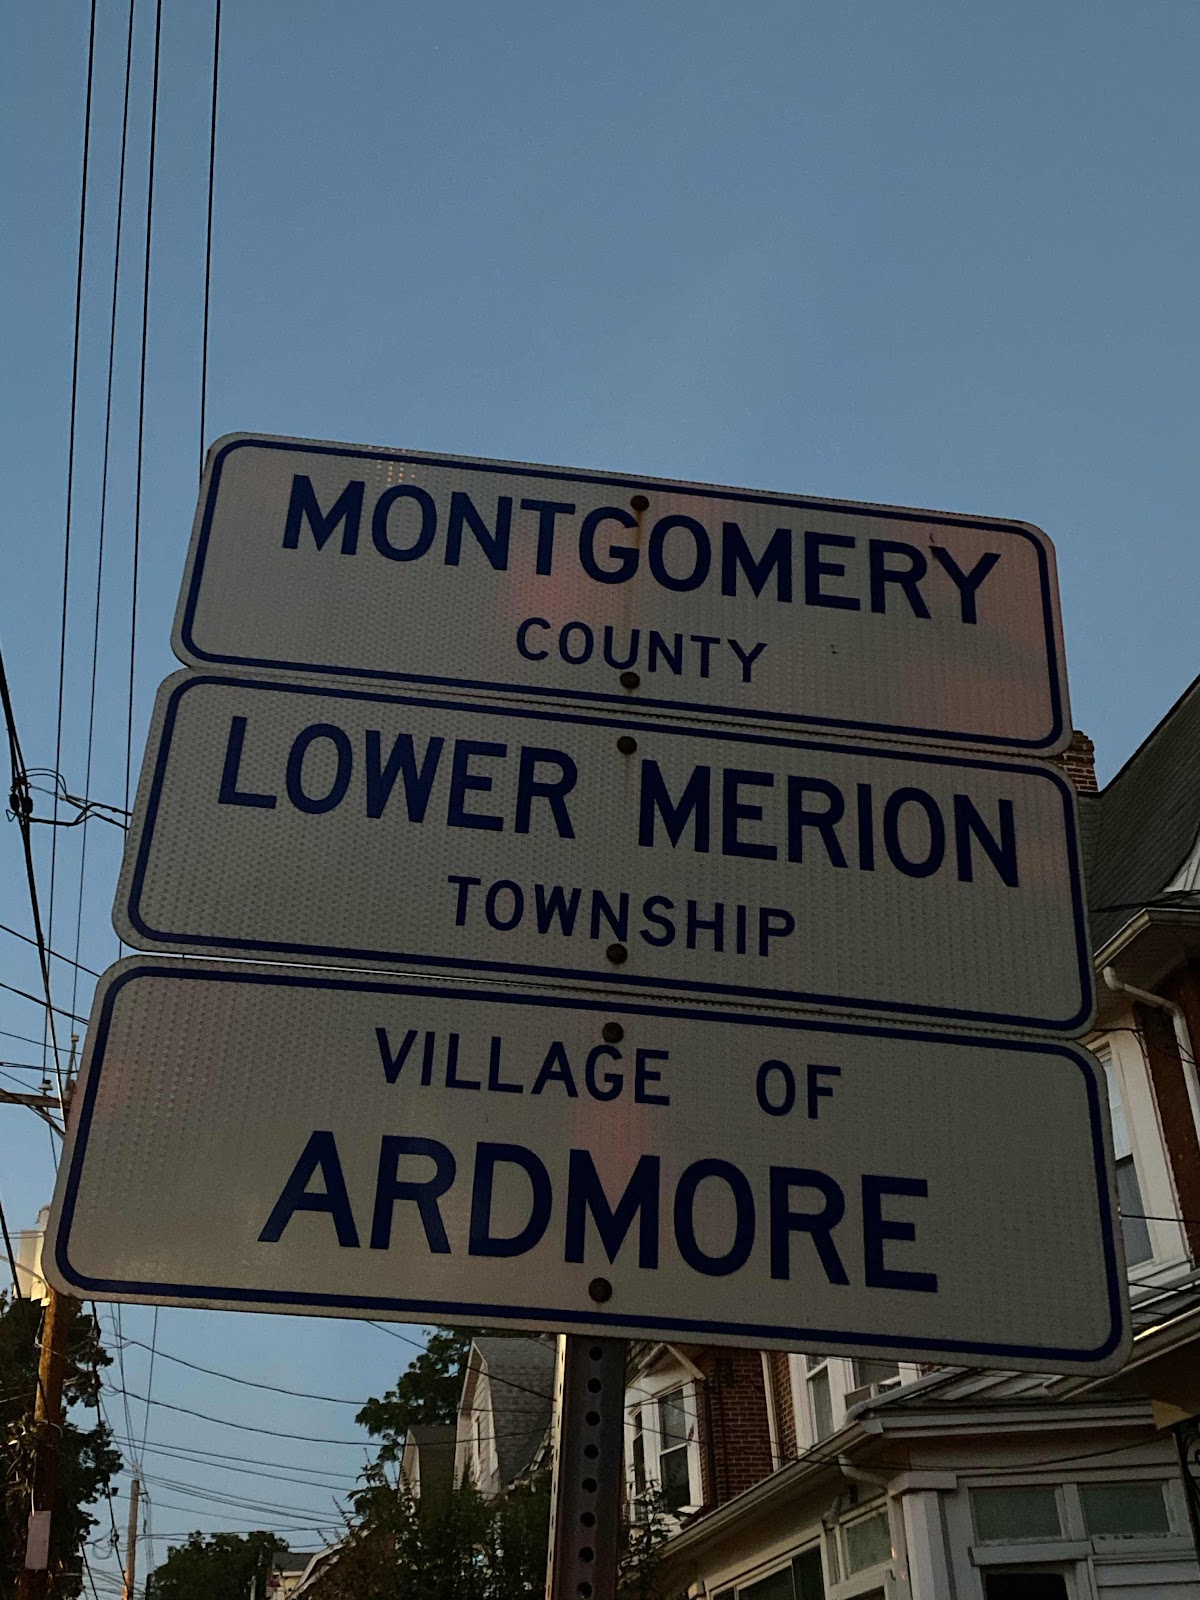 MONTGOMERY
COUNTY
LOWER MERION
TOWNSHIP
VILLAGE OF
ARDMORE